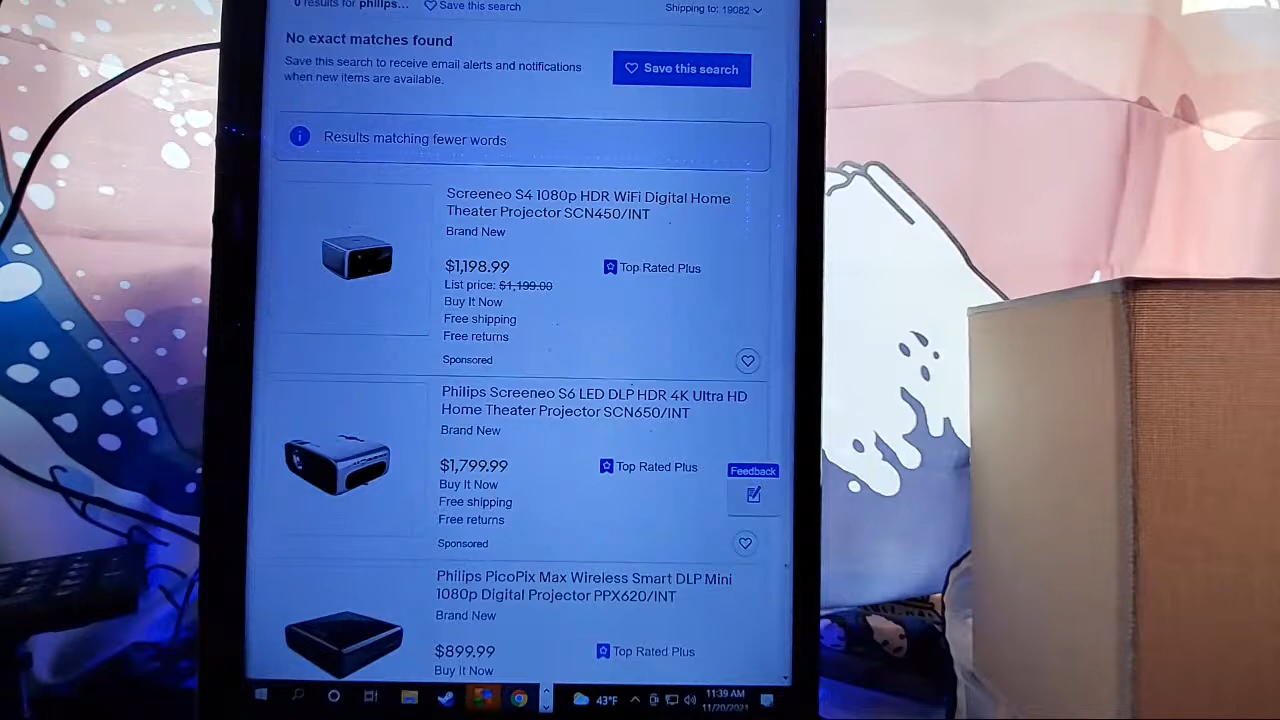 0 results for philips... Save this search Shipping to: 19082
No exact matches found
Save this search to receive email alerts and notifications
when new items are available.
Save this search
Results matching fewer words
Screeneo S4 1080p HDR WiFi Digital Home
Theater Projector SCN450/INT
Brand New
$1,198.99 Top Rated Plus
List price: $1,199.00
Buy It Now
Free shipping
Free returns
Sponsored
Philips Screeneo S6 LED DLP HDR 4K Ultra HD
Home Theater Projector SCN650/INT
Brand New
$1,799.99 Top Rated Plus
Feedback
Buy It Now
Free shipping
Free returns
Sponsored
Philips PicoPix Max Wireless Smart DLP Mini
1080p Digital Projector PPX620/INT
Brand New
$899.99 Top Rated Plus
Buy It Now
43°F 11:39 AM
11/20/2021